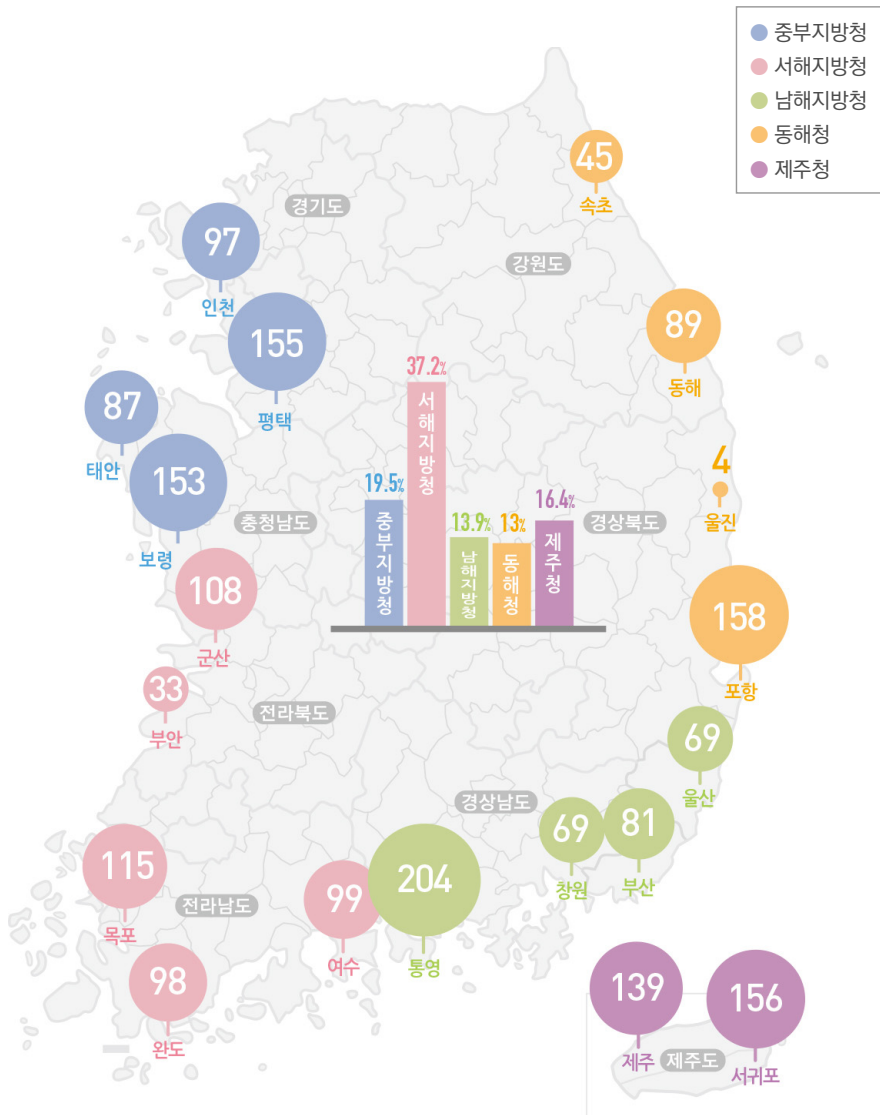 중부지방청
서해지방청
남해지방청
동해청
제주청
45
속초
경기도
97
인천
강원도
155
평택
89
동해
87
태안
37.2%
서해지방청
153
보령
19.5%
중부지방청
충청남도
13.9%
남해지방청
13%
동해청
16.4%
제주청
경상북도
4
울진
108
군산
158
포항
33
부안
전라북도
69
울산
경상남도
69
창원
81
부산
115
목포
전라남도
99
여수
204
통영
98
완도
139
제주
제주도
156
서귀포